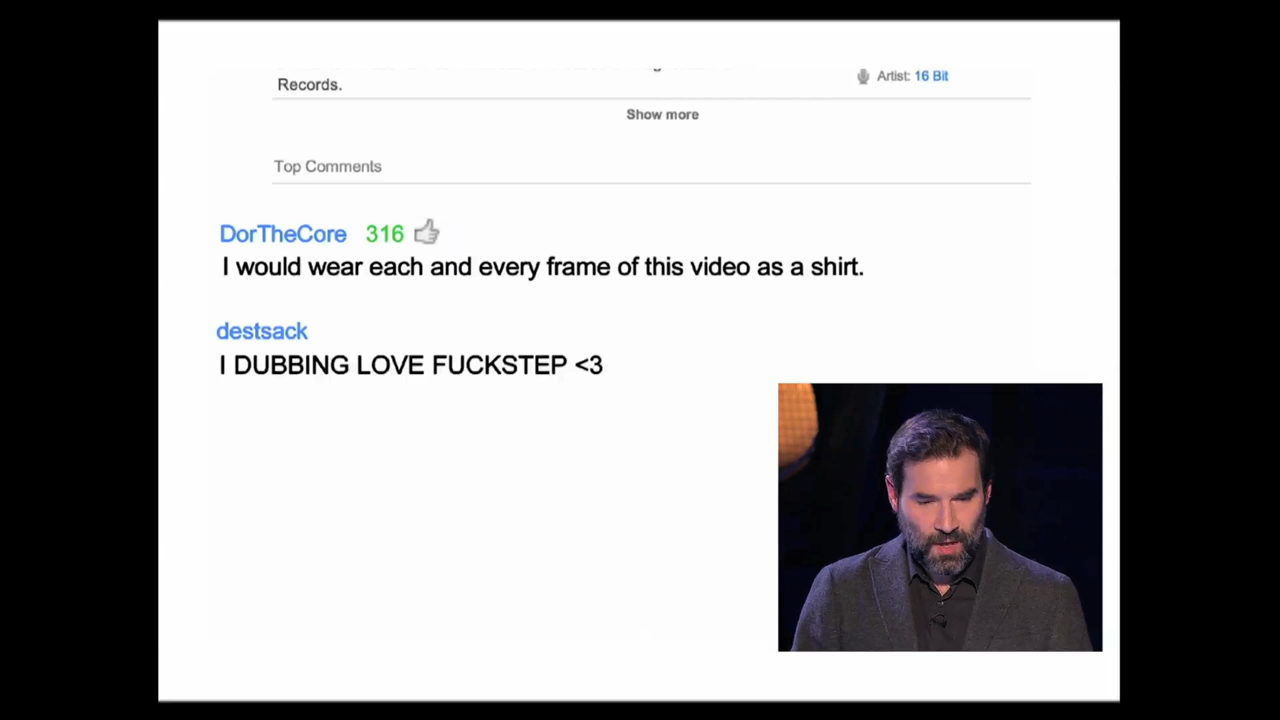 Records.
Artist: 16 Bit
Show more
Top Comments
DorTheCore 316
I would wear each and every frame of this video as a shirt.
destsack
I DUBBING LOVE FUCKSTEP <3